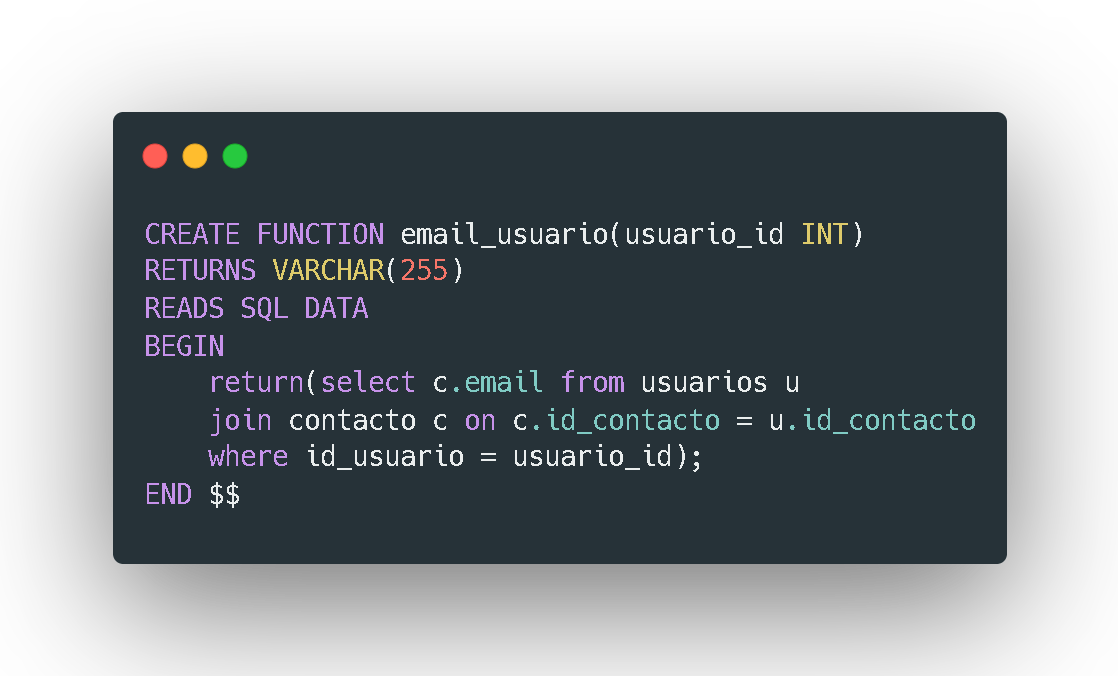 CREATE FUNCTION email_usuario(usuario_id INT)
RETURNS VARCHAR(255)
READS SQL DATA
BEGIN
    return(select c.email from usuarios u
    join contacto c on c.id_contacto = u.id_contacto
    where id_usuario = usuario_id);
END $$